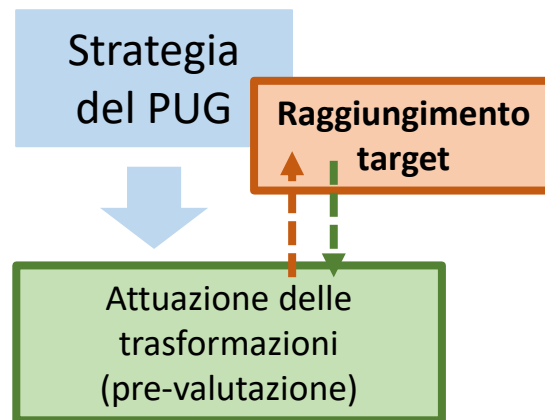 Strategia
del PUG
Raggiungimento
target
Attuazione delle
trasformazioni
(pre-valutazione)